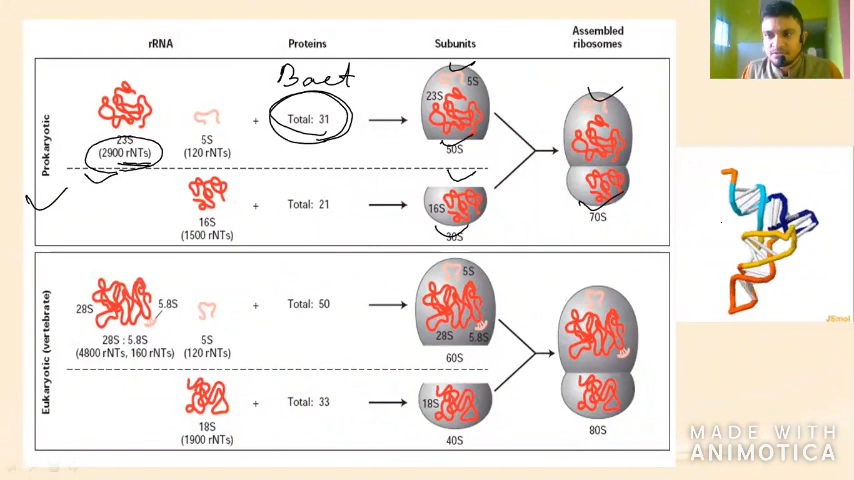 rRNA
Proteins
Subunits
Assembled
ribosomes
Prokaryotic
Bact
23S
(2900 rNTs)
5S
(120 rNTs)
+
Total: 31
5S
23S
50S
16S
(1500 rNTs)
+
Total: 21
16S
30S
70S
Eukaryotic (vertebrate)
28S
5.8S
28S : 5.8S
(4800 rNTs, 160 rNTs)
5S
(120 rNTs)
+
Total: 50
5S
28S
5.8S
60S
18S
(1900 rNTs)
+
Total: 33
18S
40S
80S
JSmol
MADE WITH
ANIMOTICA